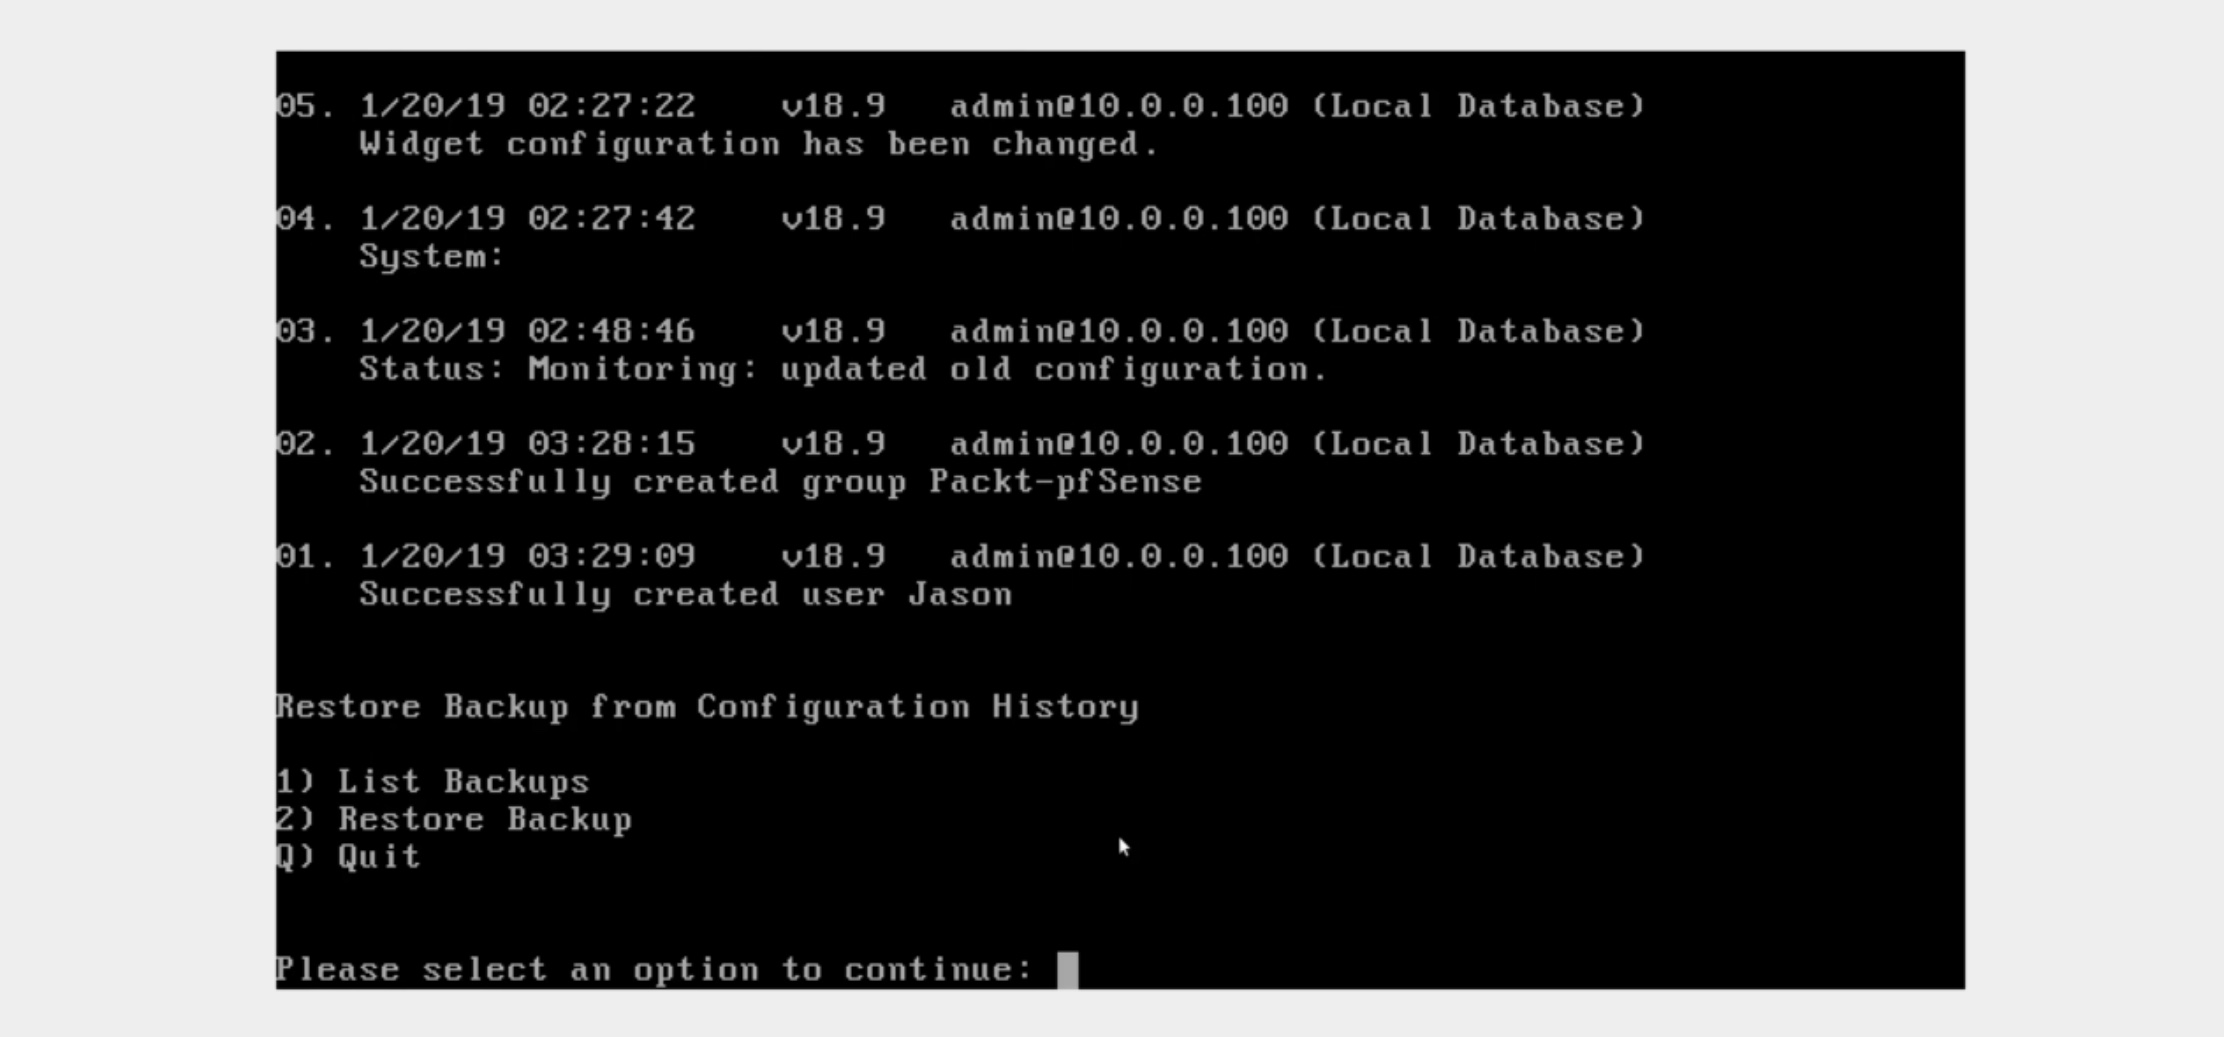 05. 1/20/19 02:27:22    v18.9   admin@10.0.0.100 (Local Database)
    Widget configuration has been changed.
04. 1/20/19 02:27:42    v18.9   admin@10.0.0.100 (Local Database)
    System:
03. 1/20/19 02:48:46    v18.9   admin@10.0.0.100 (Local Database)
    Status: Monitoring: updated old configuration.
02. 1/20/19 03:28:15    v18.9   admin@10.0.0.100 (Local Database)
    Successfully created group Packt-pfSense
01. 1/20/19 03:29:09    v18.9   admin@10.0.0.100 (Local Database)
    Successfully created user Jason
Restore Backup from Configuration History
1) List Backups
2) Restore Backup
Q) Quit
Please select an option to continue: